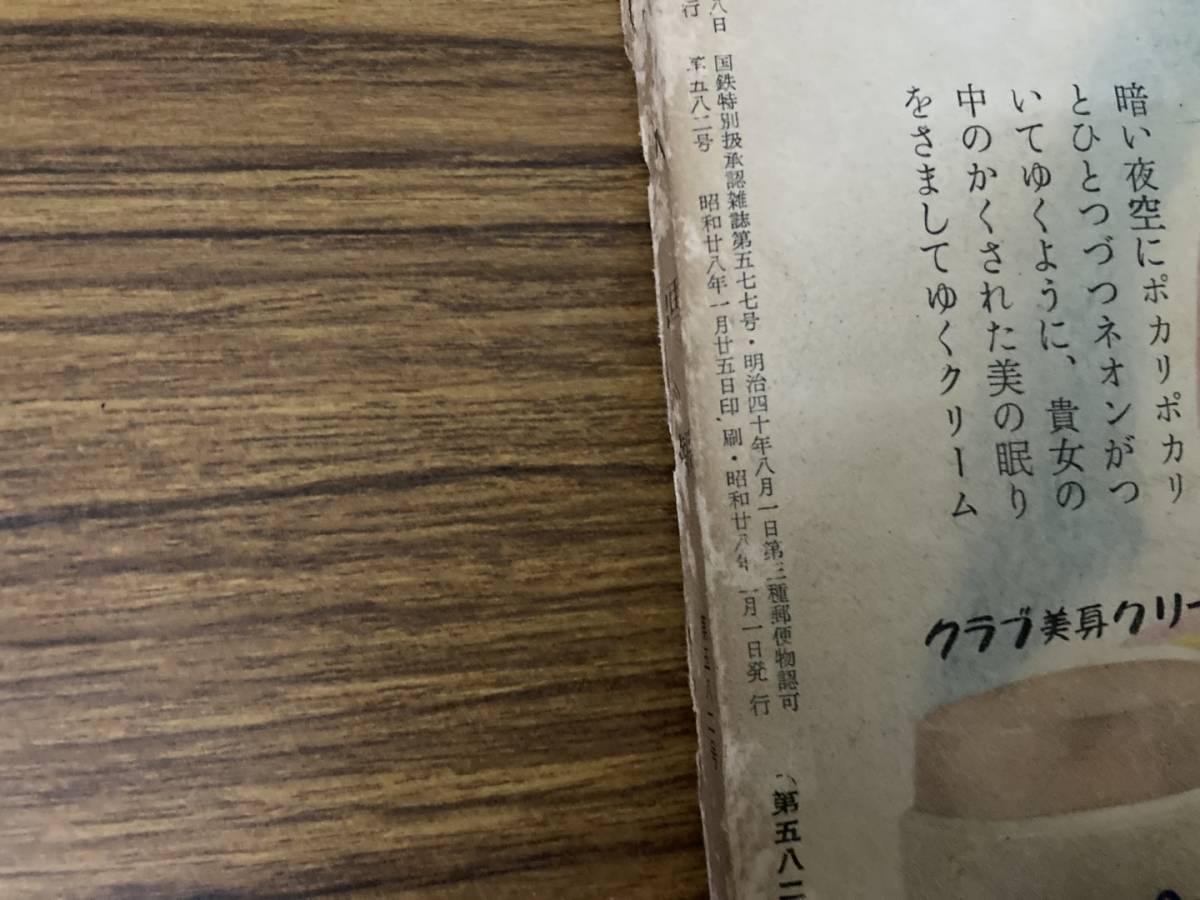 暗い夜空にポカリポカリ
とひとつづつネオンがつ
いてゆくように、貴女の
中のかくされた美の眠り
をさましてゆくクリーム
クラブ美身クリー
八日 国鉄特別扱承認雑誌第五七七号・明治四十年八月一日第三種郵便物認可
行 第五八二号 昭和廿八年一月廿五日印刷・昭和廿八年 月一日発行
第五八二